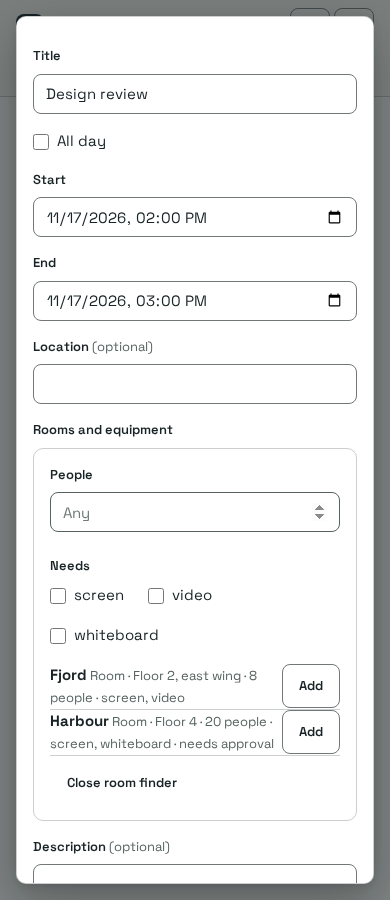 Title
Design review
All day
Start
11/17/2026, 02:00 PM
End
11/17/2026, 03:00 PM
Location (optional)
Rooms and equipment
People
Any
Needs
screen
video
whiteboard
Fjord Room · Floor 2, east wing · 8
people · screen, video
Add
Harbour Room · Floor 4 · 20 people ·
screen, whiteboard · needs approval
Add
Close room finder
Description (optional)